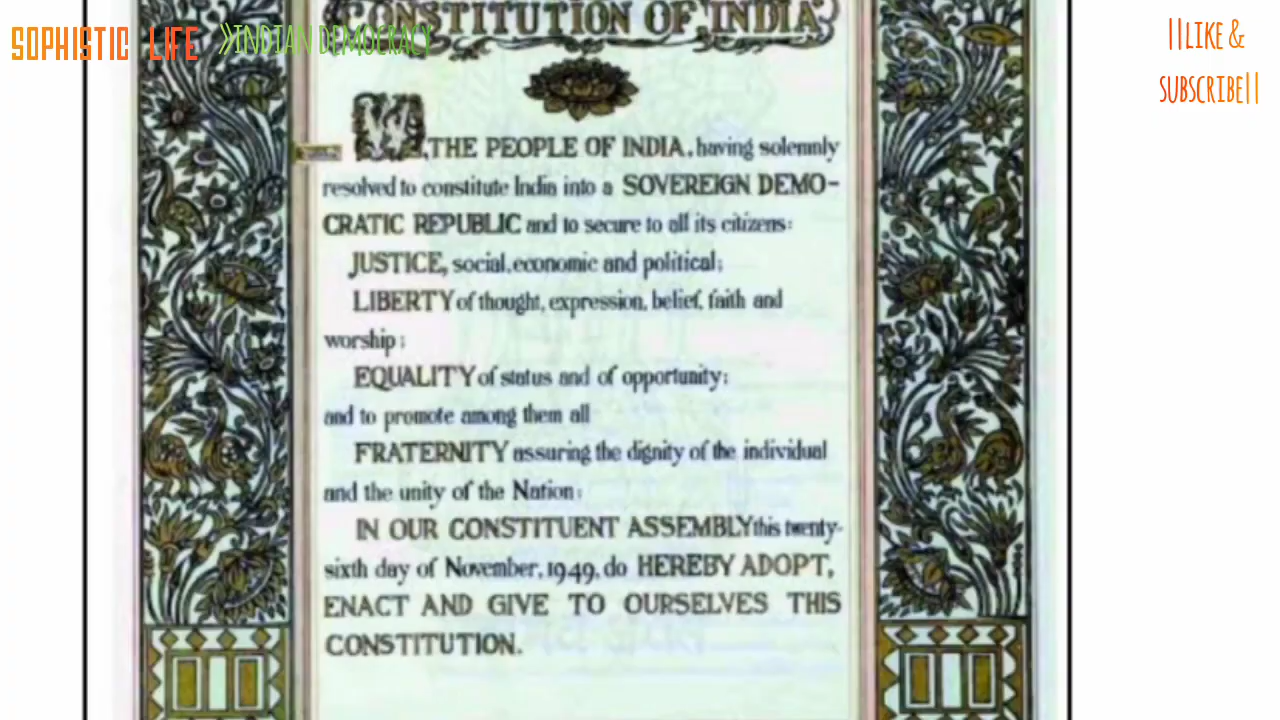 CONSTITUTION OF INDIA
SOPHISTIC LIFE »INDIAN DEMOCRACY
||LIKE &
SUBSCRIBE||
WE, THE PEOPLE OF INDIA, having solemnly
resolved to constitute India into a SOVEREIGN DEMO-
CRATIC REPUBLIC and to secure to all its citizens:
JUSTICE, social, economic and political;
LIBERTY of thought, expression, belief, faith and
worship;
EQUALITY of status and of opportunity;
and to promote among them all
FRATERNITY assuring the dignity of the individual
and the unity of the Nation;
IN OUR CONSTITUENT ASSEMBLY this twenty-
sixth day of November, 1949, do HEREBY ADOPT,
ENACT AND GIVE TO OURSELVES THIS
CONSTITUTION.